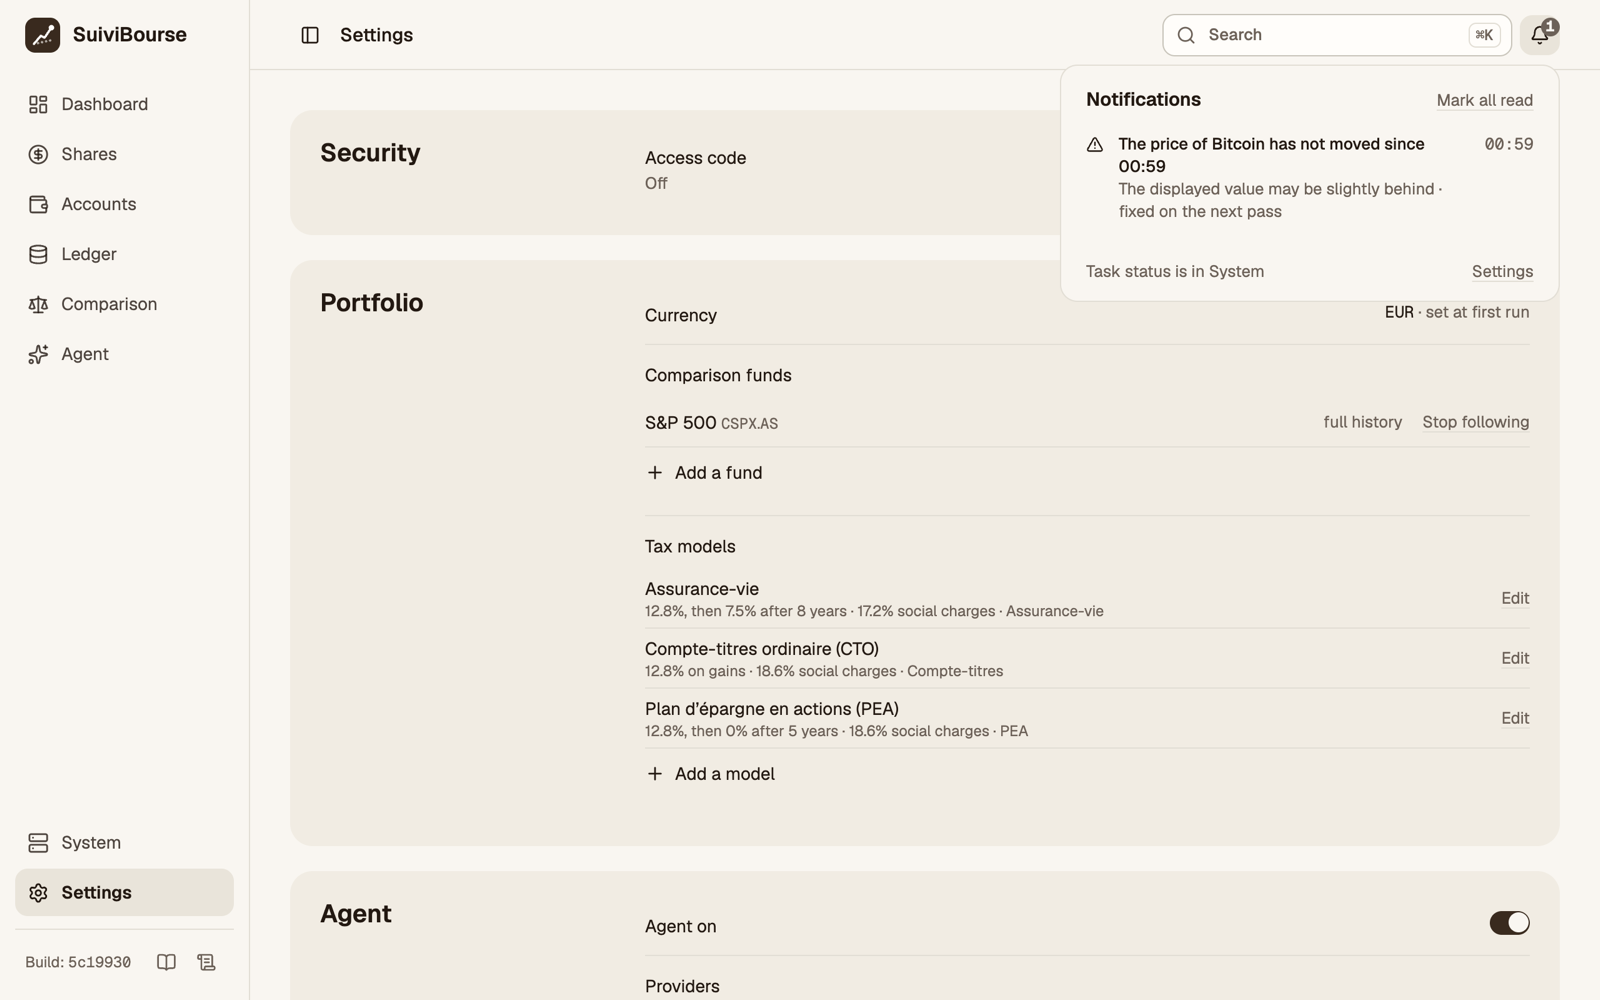 SuiviBourse
Dashboard
Shares
Accounts
Ledger
Comparison
Agent
System
Settings
Build: 5c19930
Settings
Search
⌘K
1
Notifications
Mark all read
The price of Bitcoin has not moved since
00:59
00:59
The displayed value may be slightly behind ·
fixed on the next pass
Task status is in System
Settings
Security
Access code
Off
Portfolio
Currency
EUR · set at first run
Comparison funds
S&P 500 CSPX.AS
full history
Stop following
Add a fund
Tax models
Assurance-vie
12.8%, then 7.5% after 8 years · 17.2% social charges · Assurance-vie
Edit
Compte-titres ordinaire (CTO)
12.8% on gains · 18.6% social charges · Compte-titres
Edit
Plan d’épargne en actions (PEA)
12.8%, then 0% after 5 years · 18.6% social charges · PEA
Edit
Add a model
Agent
Agent on
Providers